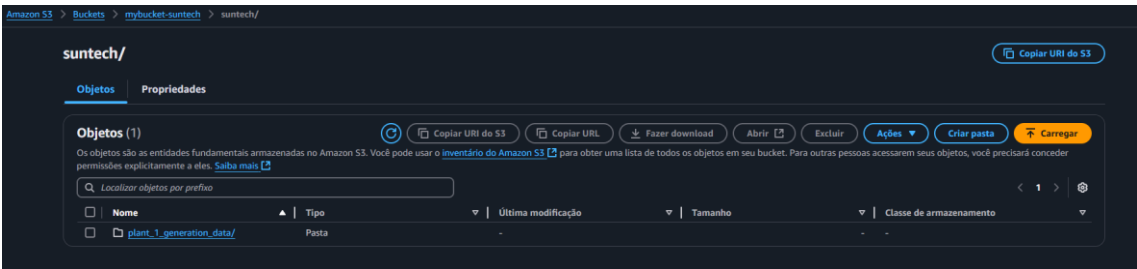 Amazon S3 > Buckets > mybucket-suntech > suntech/
suntech/
Copiar URI do S3
Objetos Propriedades
Objetos (1)
Copiar URI do S3 Copiar URL Fazer download Abrir Excluir Ações Criar pasta Carregar
Os objetos são as entidades fundamentais armazenadas no Amazon S3. Você pode usar o inventário do Amazon S3 para obter uma lista de todos os objetos em seu bucket. Para outras pessoas acessarem seus objetos, você precisará conceder
permissões explicitamente a eles. Saiba mais
Localizar objetos por prefixo
< 1 >
Nome Tipo Última modificação Tamanho Classe de armazenamento
plant_1_generation_data/ Pasta - - -